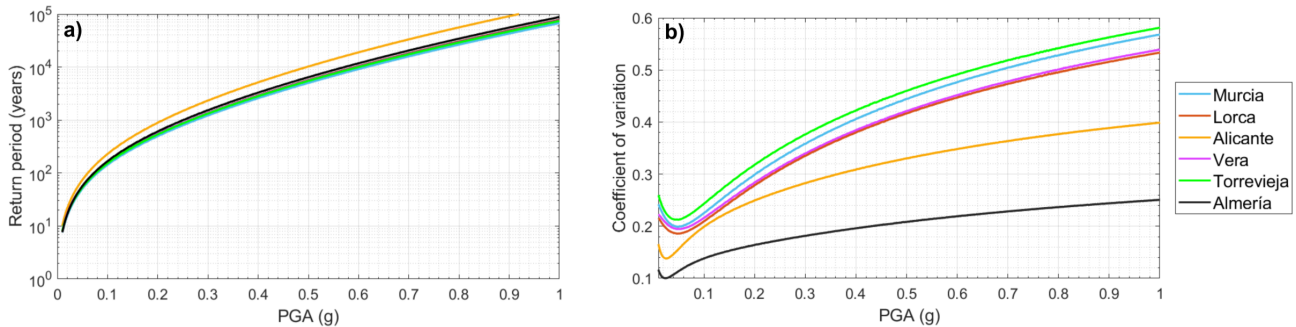 a)
Return period (years)
10^5
10^4
10^3
10^2
10^1
10^0
0 0.1 0.2 0.3 0.4 0.5 0.6 0.7 0.8 0.9 1
PGA (g)
b)
Coefficient of variation
0.6
0.5
0.4
0.3
0.2
0.1
0.1 0.2 0.3 0.4 0.5 0.6 0.7 0.8 0.9 1
PGA (g)
Murcia
Lorca
Alicante
Vera
Torrevieja
Almería